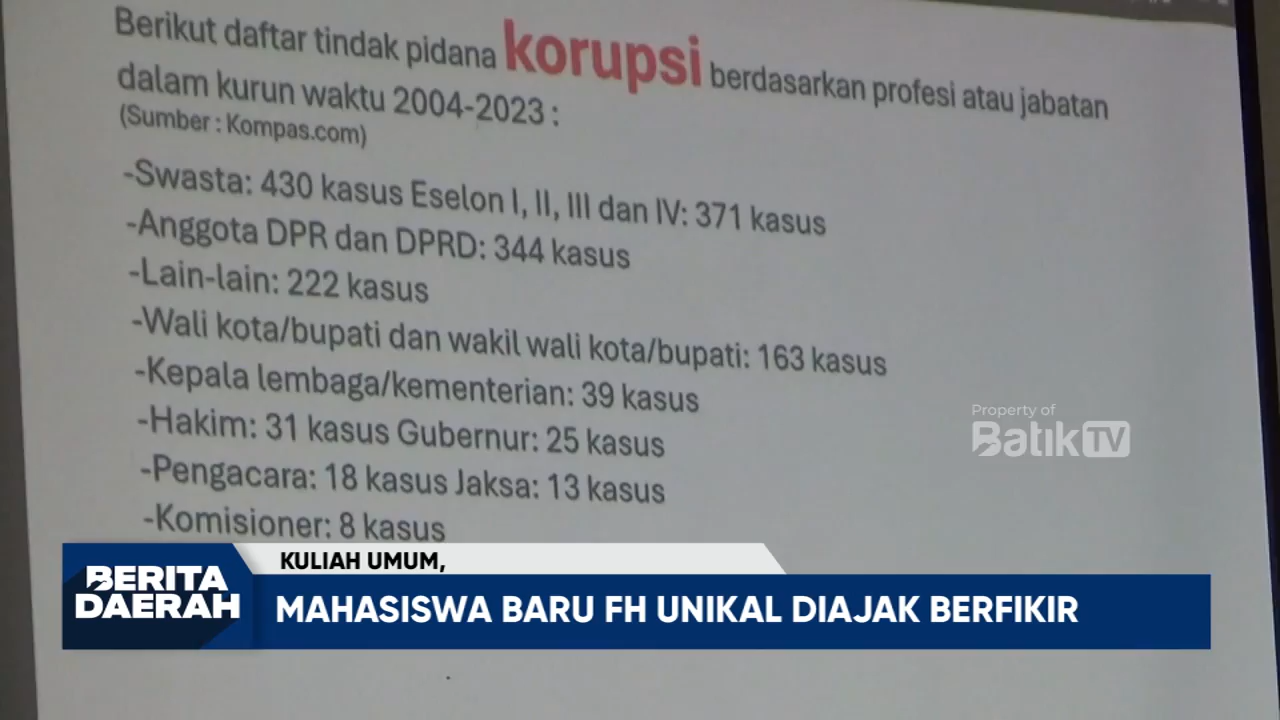 Berikut daftar tindak pidana korupsi berdasarkan profesi atau jabatan
dalam kurun waktu 2004-2023 :
(Sumber : Kompas.com)
-Swasta: 430 kasus Eselon I, II, III dan IV: 371 kasus
-Anggota DPR dan DPRD: 344 kasus
-Lain-lain: 222 kasus
-Wali kota/bupati dan wakil wali kota/bupati: 163 kasus
-Kepala lembaga/kementerian: 39 kasus
-Hakim: 31 kasus Gubernur: 25 kasus
-Pengacara: 18 kasus Jaksa: 13 kasus
-Komisioner: 8 kasus
Property of
BatikTV
KULIAH UMUM,
BERITA
DAERAH
MAHASISWA BARU FH UNIKAL DIAJAK BERFIKIR